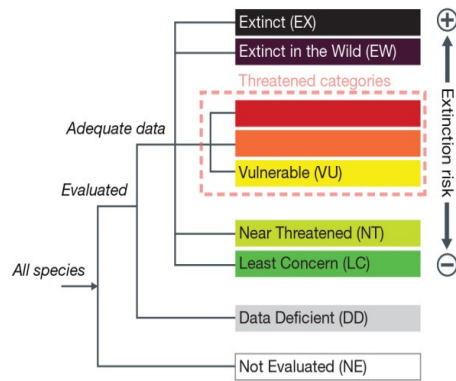 Extinct (EX)
Extinct in the Wild (EW)
Threatened categories
Adequate data
Vulnerable (VU)
Evaluated
Near Threatened (NT)
All species
Least Concern (LC)
Data Deficient (DD)
Not Evaluated (NE)
Extinction risk